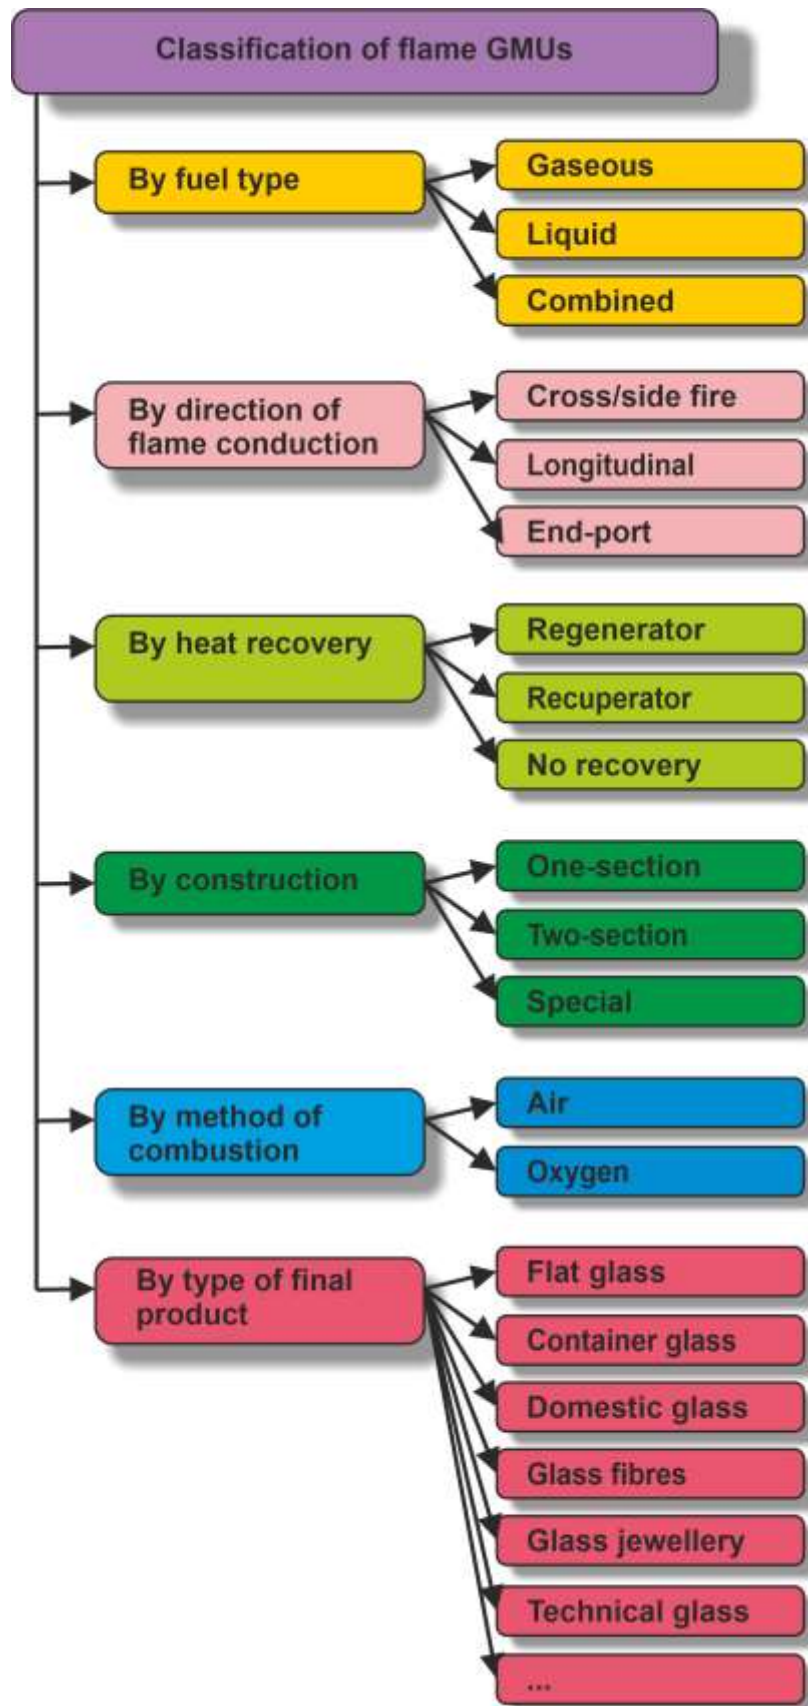 Classification of flame GMUs
By fuel type
Gaseous
Liquid
Combined
By direction of
flame conduction
Cross/side fire
Longitudinal
End-port
By heat recovery
Regenerator
Recuperator
No recovery
By construction
One-section
Two-section
Special
By method of
combustion
Air
Oxygen
By type of final
product
Flat glass
Container glass
Domestic glass
Glass fibres
Glass jewellery
Technical glass
...